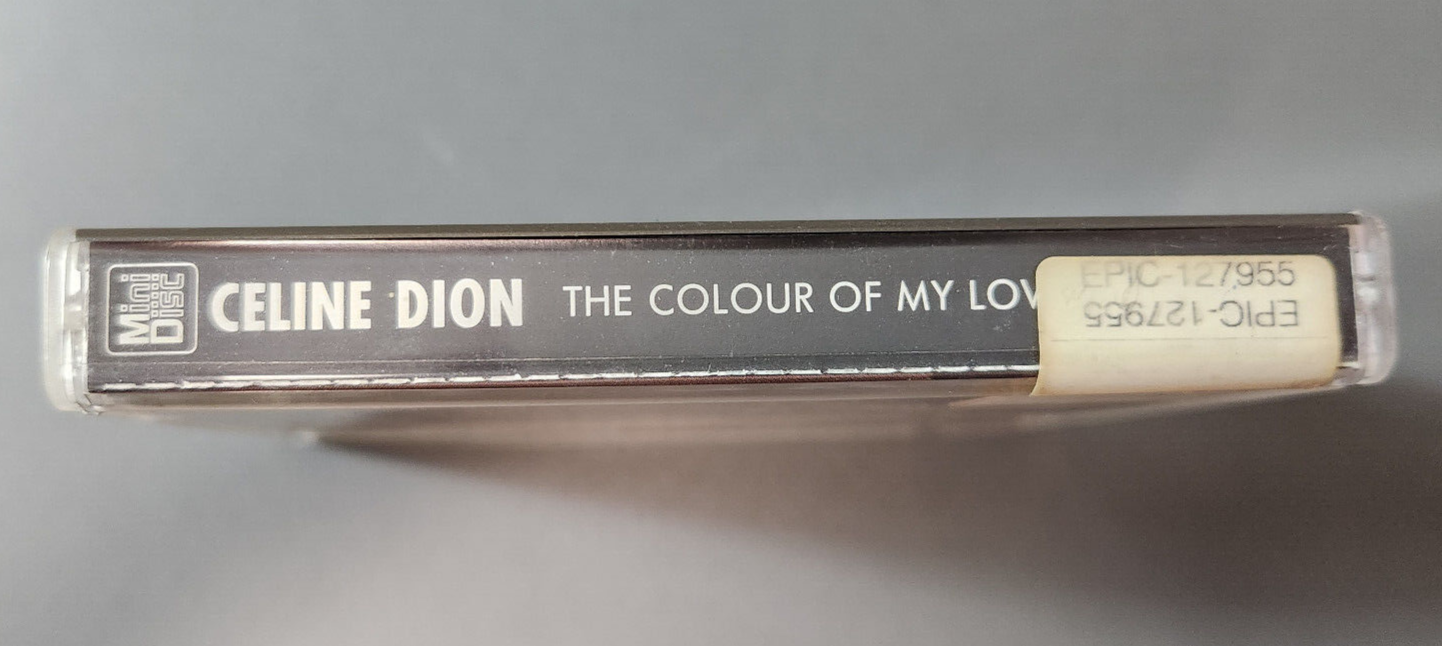 Mini Disc
CELINE DION THE COLOUR OF MY LOV
EPIC-127955
EPIC-127955